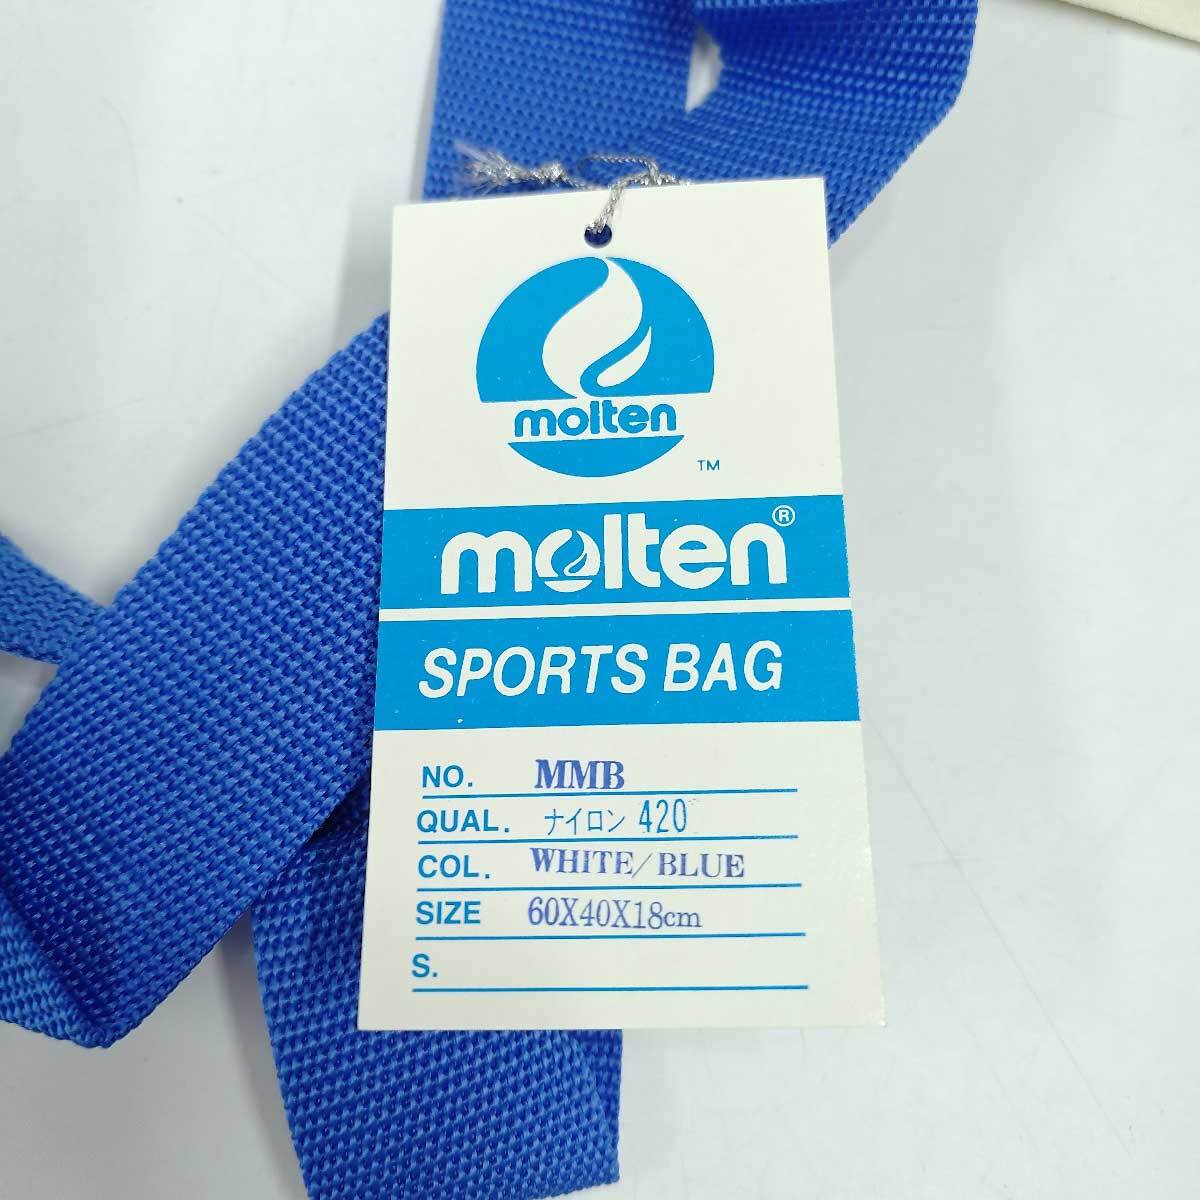 molten
TM
molten®
SPORTS BAG
NO. MMB
QUAL. ナイロン 420
COL. WHITE/BLUE
SIZE 60X40X18cm
S.